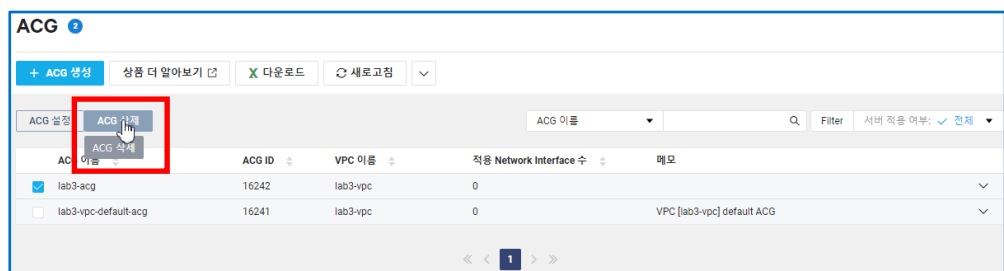 ACG 2
+ ACG 생성 상품 더 알아보기 X 다운로드 새로고침
ACG 설정 ACG 삭제 ACG 이름 Filter 서버 적용 여부: 전체
ACG 삭제
ACG 이름 ACG ID VPC 이름 적용 Network Interface 수 메모
lab3-acg 16242 lab3-vpc 0
lab3-vpc-default-acg 16241 lab3-vpc 0 VPC [lab3-vpc] default ACG
1